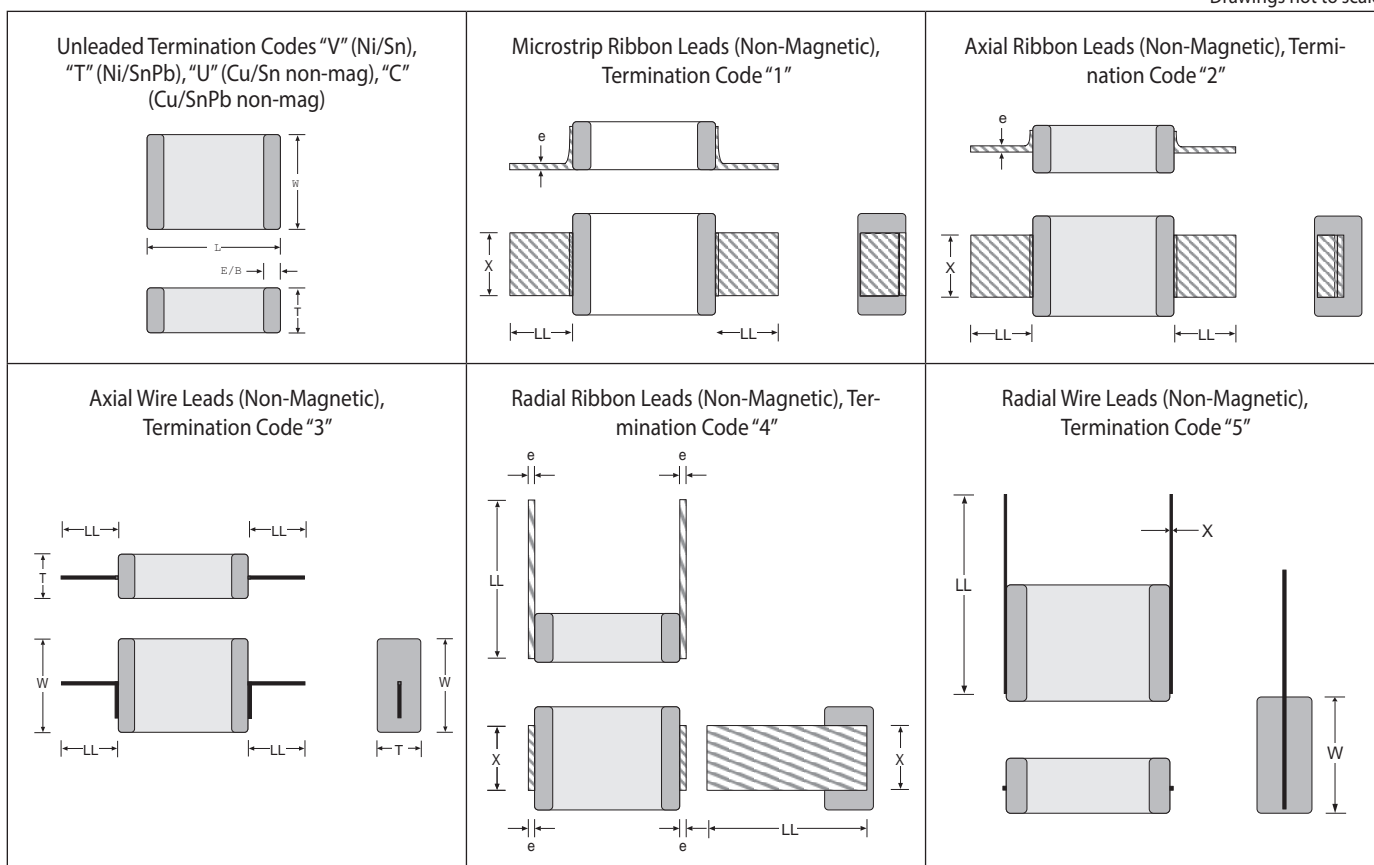 Drawings not to scale
Unleaded Termination Codes “V” (Ni/Sn),
“T” (Ni/SnPb), “U” (Cu/Sn non-mag), “C”
(Cu/SnPb non-mag)
W
L
E/B
T
Microstrip Ribbon Leads (Non-Magnetic),
Termination Code “1”
e
X
LL
LL
Axial Ribbon Leads (Non-Magnetic), Termi-
nation Code “2”
e
X
LL
LL
Axial Wire Leads (Non-Magnetic),
Termination Code “3”
LL
LL
T
W
W
LL
LL
T
Radial Ribbon Leads (Non-Magnetic), Ter-
mination Code “4”
e
e
LL
X
X
LL
e
e
Radial Wire Leads (Non-Magnetic),
Termination Code “5”
X
LL
W